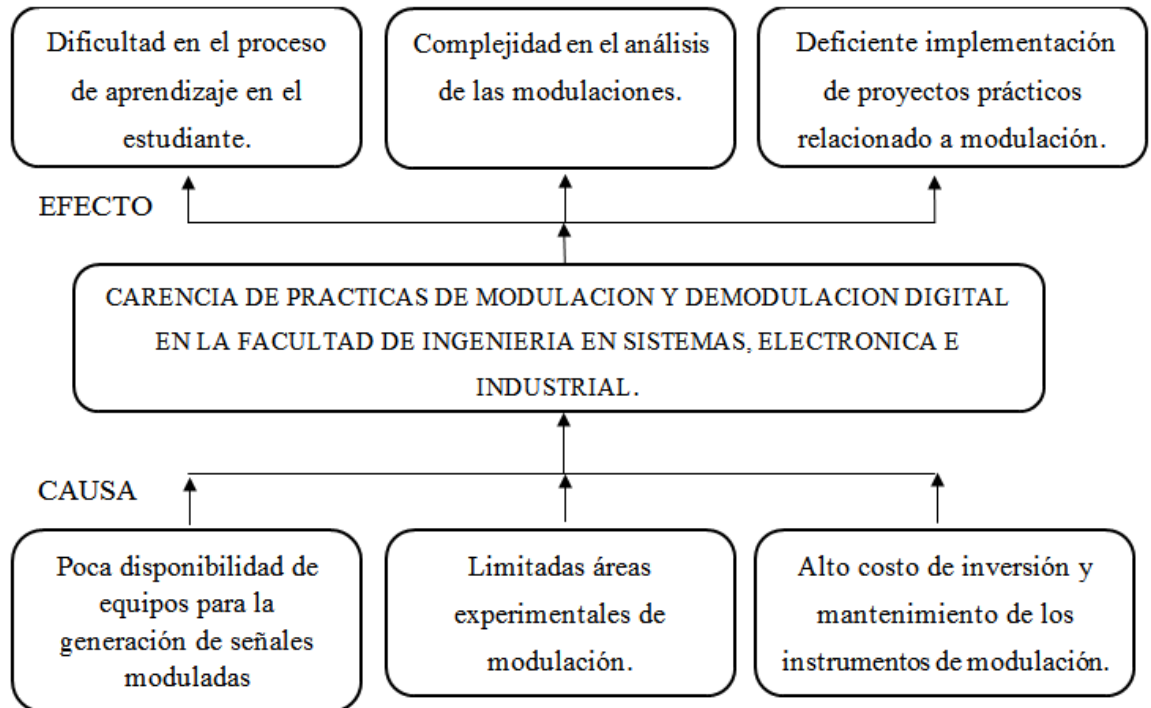 Dificultad en el proceso
de aprendizaje en el
estudiante.
Complejidad en el análisis
de las modulaciones.
Deficiente implementación
de proyectos prácticos
relacionado a modulación.
EFECTO
CARENCIA DE PRACTICAS DE MODULACION Y DEMODULACION DIGITAL
EN LA FACULTAD DE INGENIERIA EN SISTEMAS, ELECTRONICA E
INDUSTRIAL.
CAUSA
Poca disponibilidad de
equipos para la
generación de señales
moduladas
Limitadas áreas
experimentales de
modulación.
Alto costo de inversión y
mantenimiento de los
instrumentos de modulación.